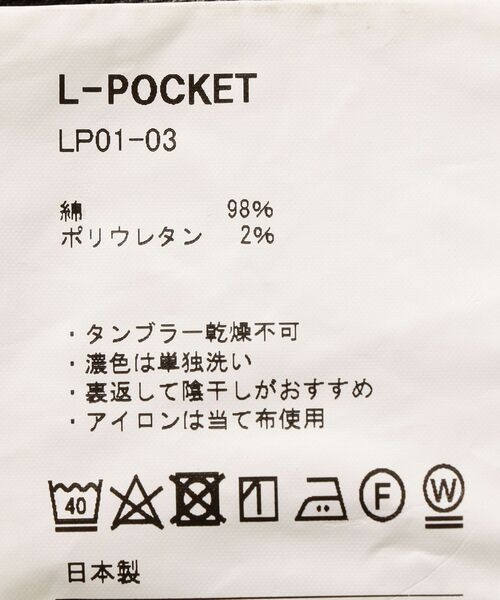 L-POCKET
LP01-03
綿 98%
ポリウレタン 2%
・タンブラー乾燥不可
・濃色は単独洗い
・裏返して陰干しがおすすめ
・アイロンは当て布使用
40 F W
日本製